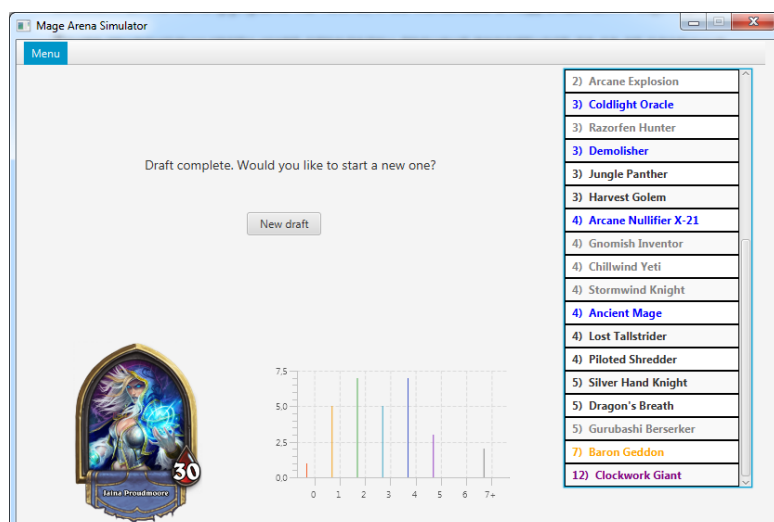 Mage Arena Simulator
Menu
Draft complete. Would you like to start a new one?
New draft
2) Arcane Explosion
3) Coldlight Oracle
3) Razorfen Hunter
3) Demolisher
3) Jungle Panther
3) Harvest Golem
4) Arcane Nullifier X-21
4) Gnomish Inventor
4) Chillwind Yeti
4) Stormwind Knight
4) Ancient Mage
4) Lost Tallstrider
4) Piloted Shredder
5) Silver Hand Knight
5) Dragon's Breath
5) Gurubashi Berserker
7) Baron Geddon
12) Clockwork Giant
30
Jaina Proudmoore
7,5
5,0
2,5
0,0
0 1 2 3 4 5 6 7+